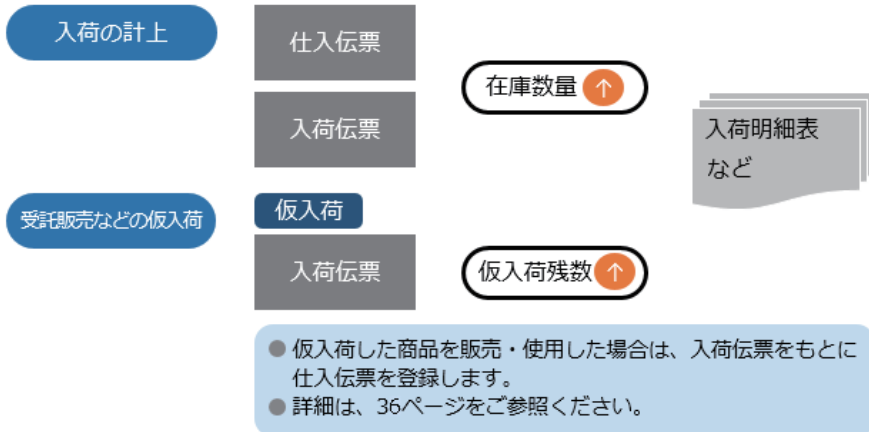 入荷の計上
仕入伝票
在庫数量 ↑
入荷伝票
入荷明細表
など
受託販売などの仮入荷
仮入荷
入荷伝票
仮入荷残数 ↑
● 仮入荷した商品を販売・使用した場合は、入荷伝票をもとに
仕入伝票を登録します。
● 詳細は、36ページをご参照ください。